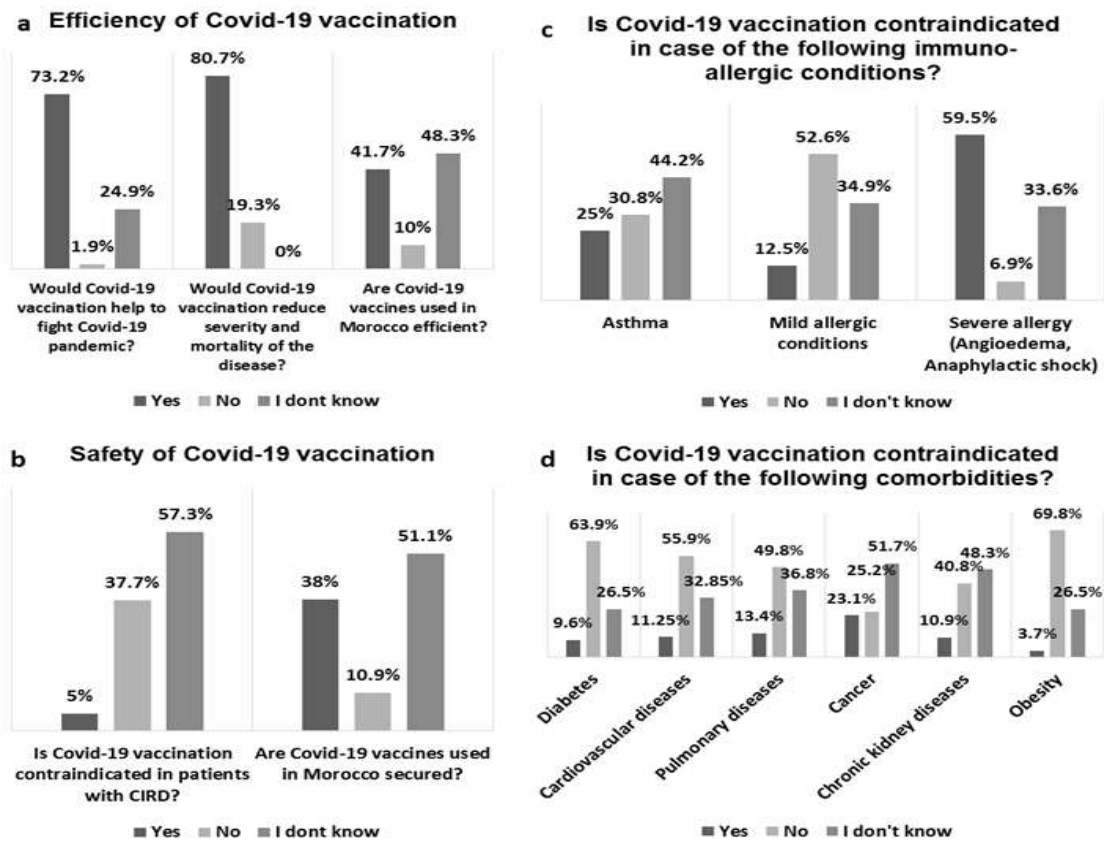 a Efficiency of Covid-19 vaccination
73.2%
1.9%
24.9%
80.7%
19.3%
0%
41.7%
10%
48.3%
Would Covid-19
vaccination help to
fight Covid-19
pandemic?
Would Covid-19
vaccination reduce
severity and
mortality of the
disease?
Are Covid-19
vaccines used in
Morocco efficient?
Yes No I dont know
b Safety of Covid-19 vaccination
5%
37.7%
57.3%
38%
10.9%
51.1%
Is Covid-19 vaccination
contraindicated in patients
with CIRD?
Are Covid-19 vaccines used
in Morocco secured?
Yes No I dont know
c Is Covid-19 vaccination contraindicated
in case of the following immuno-
allergic conditions?
25%
30.8%
44.2%
12.5%
52.6%
34.9%
59.5%
6.9%
33.6%
Asthma
Mild allergic
conditions
Severe allergy
(Angioedema,
Anaphylactic shock)
Yes No I don't know
d Is Covid-19 vaccination contraindicated
in case of the following comorbidities?
9.6%
63.9%
26.5%
11.25%
55.9%
32.85%
13.4%
49.8%
36.8%
23.1%
25.2%
51.7%
10.9%
40.8%
48.3%
3.7%
69.8%
26.5%
Diabetes
Cardiovascular diseases
Pulmonary diseases
Cancer
Chronic kidney diseases
Obesity
Yes No I don't know